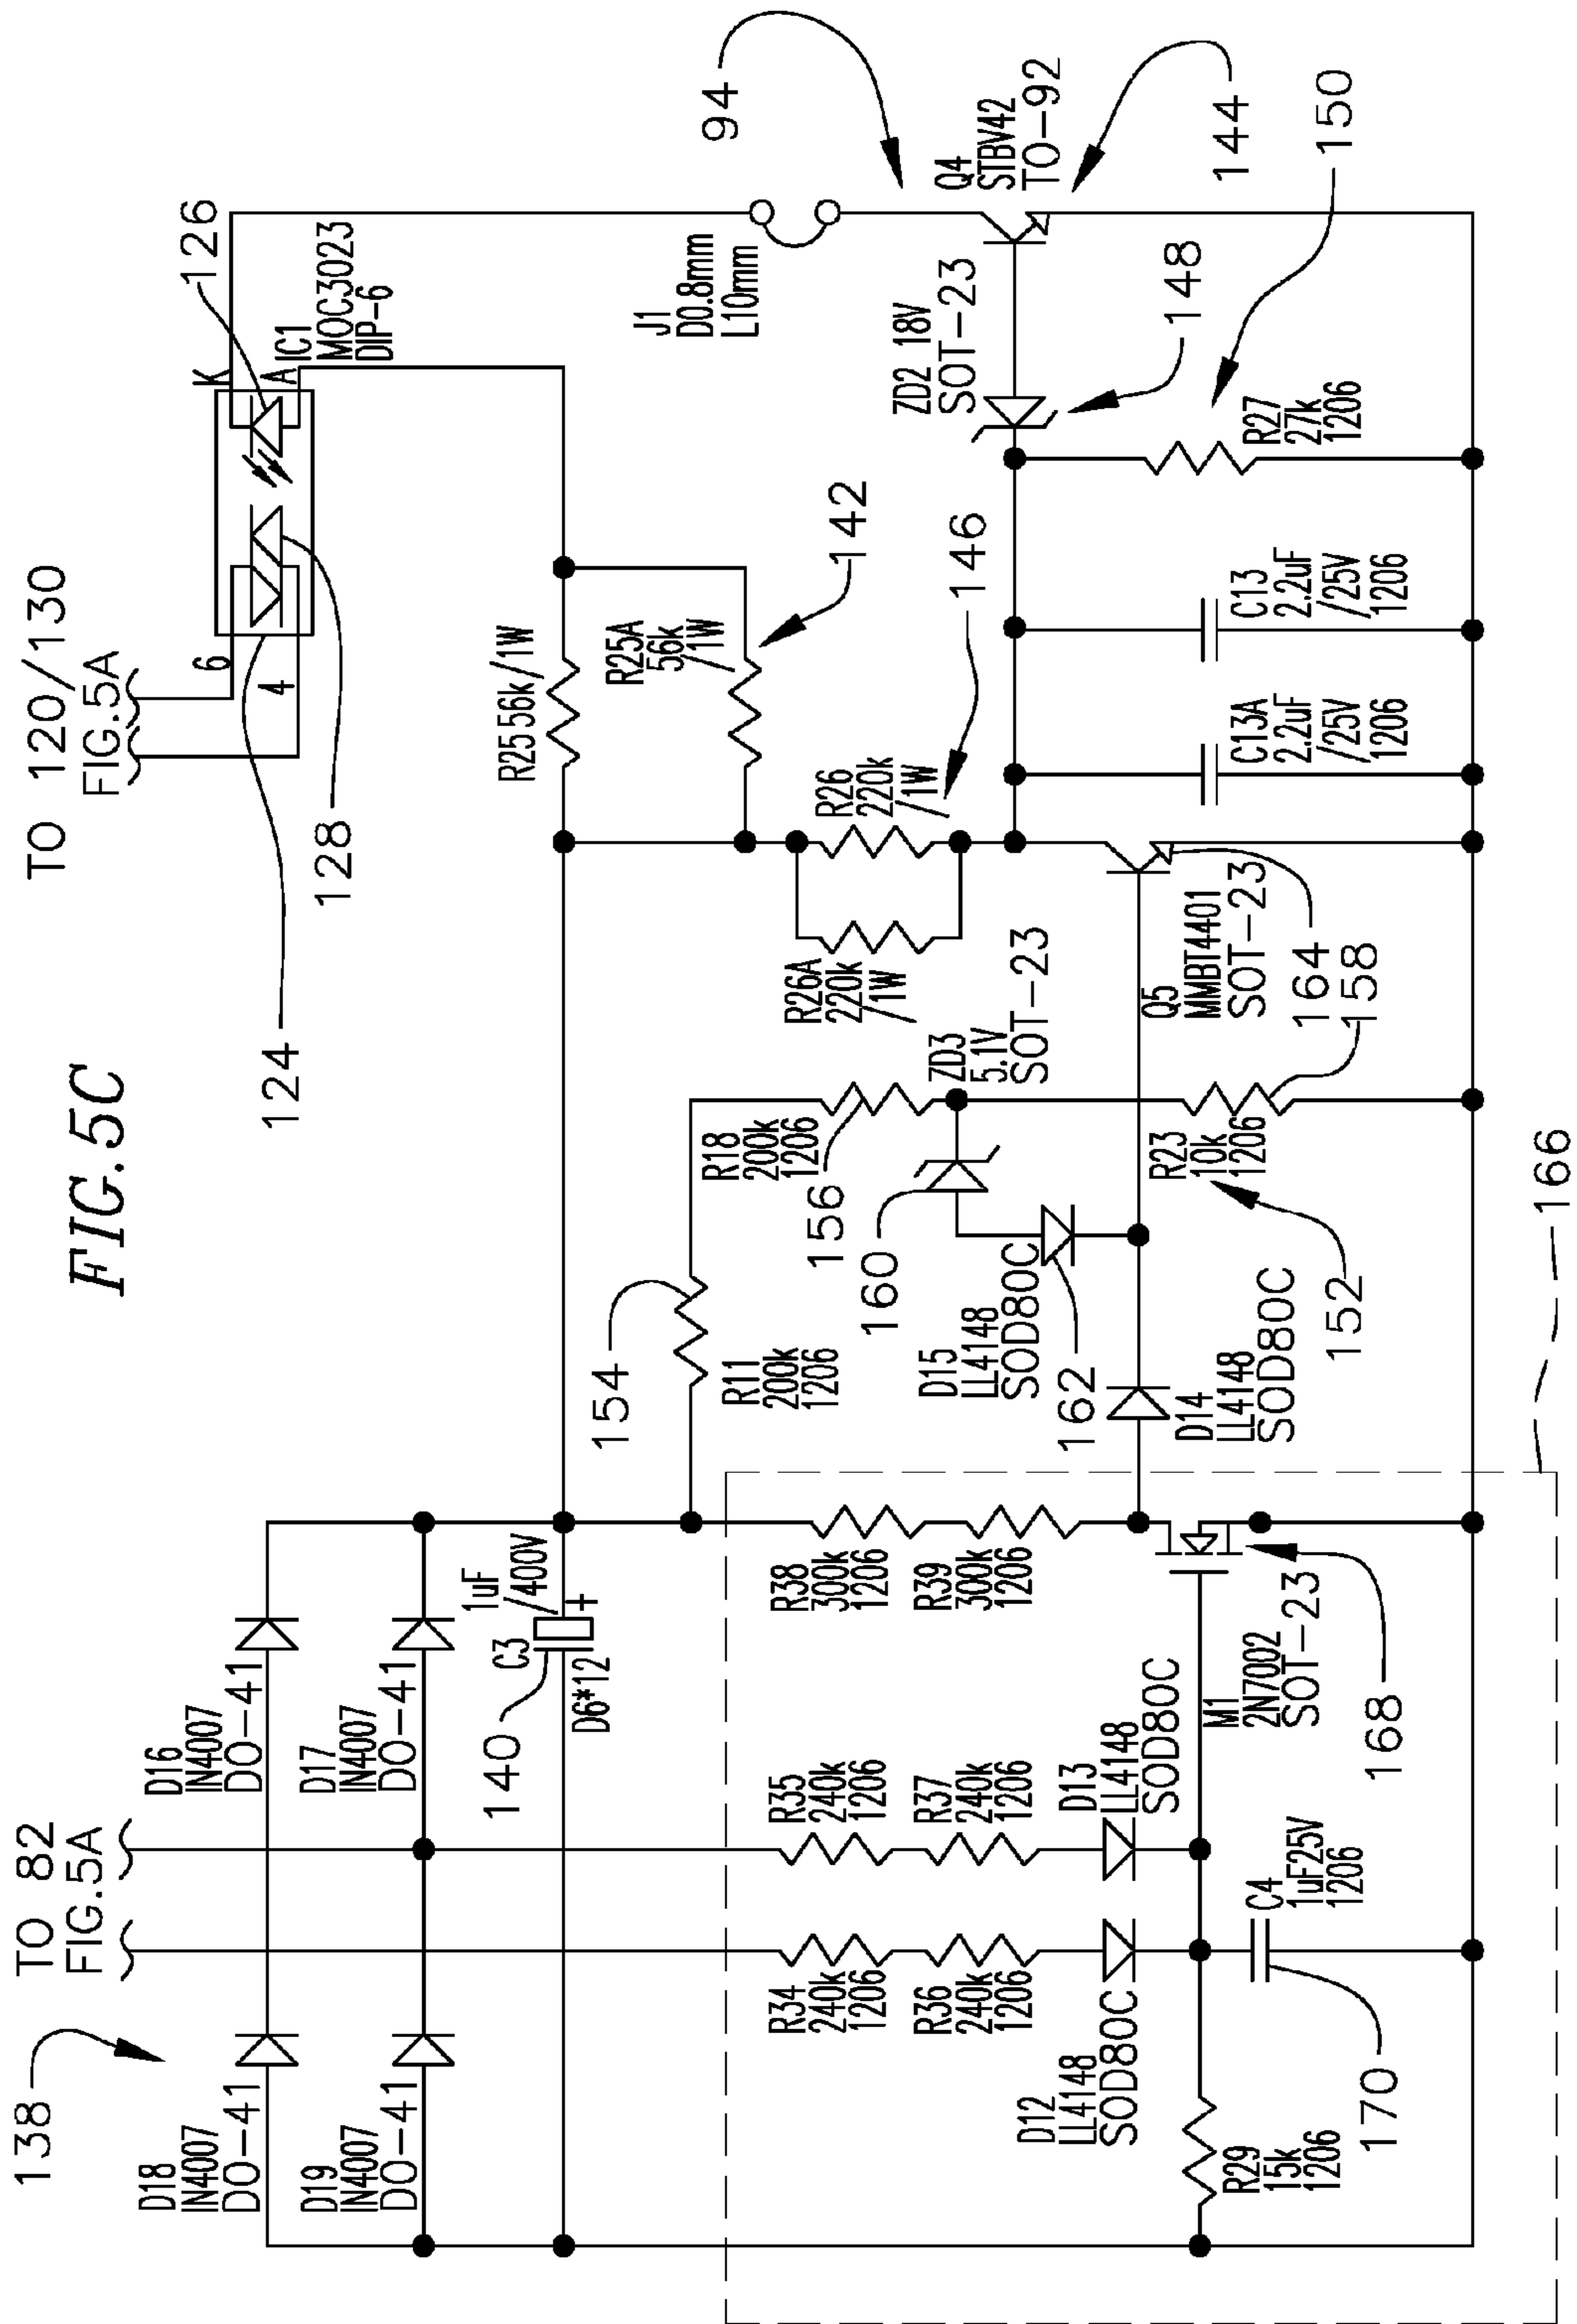 FIG.5C
TO 82
FIG.5A
TO 120/130
FIG.5A
138
D18
IN4007
DO-41
D19
IN4007
DO-41
D16
IN4007
DO-41
D17
IN4007
DO-41
140
C3
1uF
/400V
+
D6*12
124
128
126
6
4
K
A
IC1
MOC3023
DIP-6
R25 56k/1W
R25A
56k
/1W
142
J1
D0.8mm
L10mm
94
Q4
STBV42
TO-92
144
R26
220k
/1W
146
R26A
220k
/1W
ZD2 18V
SOT-23
148
150
R27
27k
1206
C13
2.2uF
/25V
1206
C13A
2.2uF
/25V
1206
154
R11
200k
1206
R18
200k
1206
156
ZD3
5.1V
SOT-23
160
D15
LL4148
SOD80C
162
Q5
MMBT4401
SOT-23
164
158
R23
10k
1206
152
D14
LL4148
SOD80C
166
R38
300k
1206
R39
300k
1206
R35
240k
1206
R37
240k
1206
D13
LL4148
SOD80C
R34
240k
1206
R36
240k
1206
D12
LL4148
SOD80C
M1
2N7002
SOT-23
168
C4
1uF25V
1206
170
R29
15k
1206